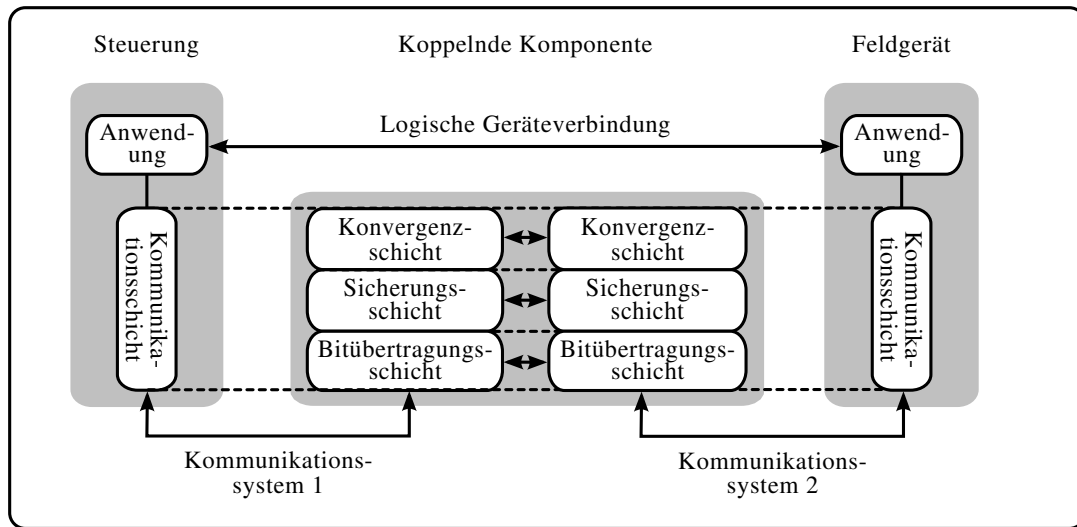 Steuerung
Koppelnde Komponente
Feldgerät
Anwend-
ung
Logische Geräteverbindung
Anwend-
ung
Kommunika-
tionsschicht
Konvergenz-
schicht
Konvergenz-
schicht
Sicherungs-
schicht
Sicherungs-
schicht
Bitübertragungs-
schicht
Bitübertragungs-
schicht
Kommunika-
tionsschicht
Kommunikations-
system 1
Kommunikations-
system 2